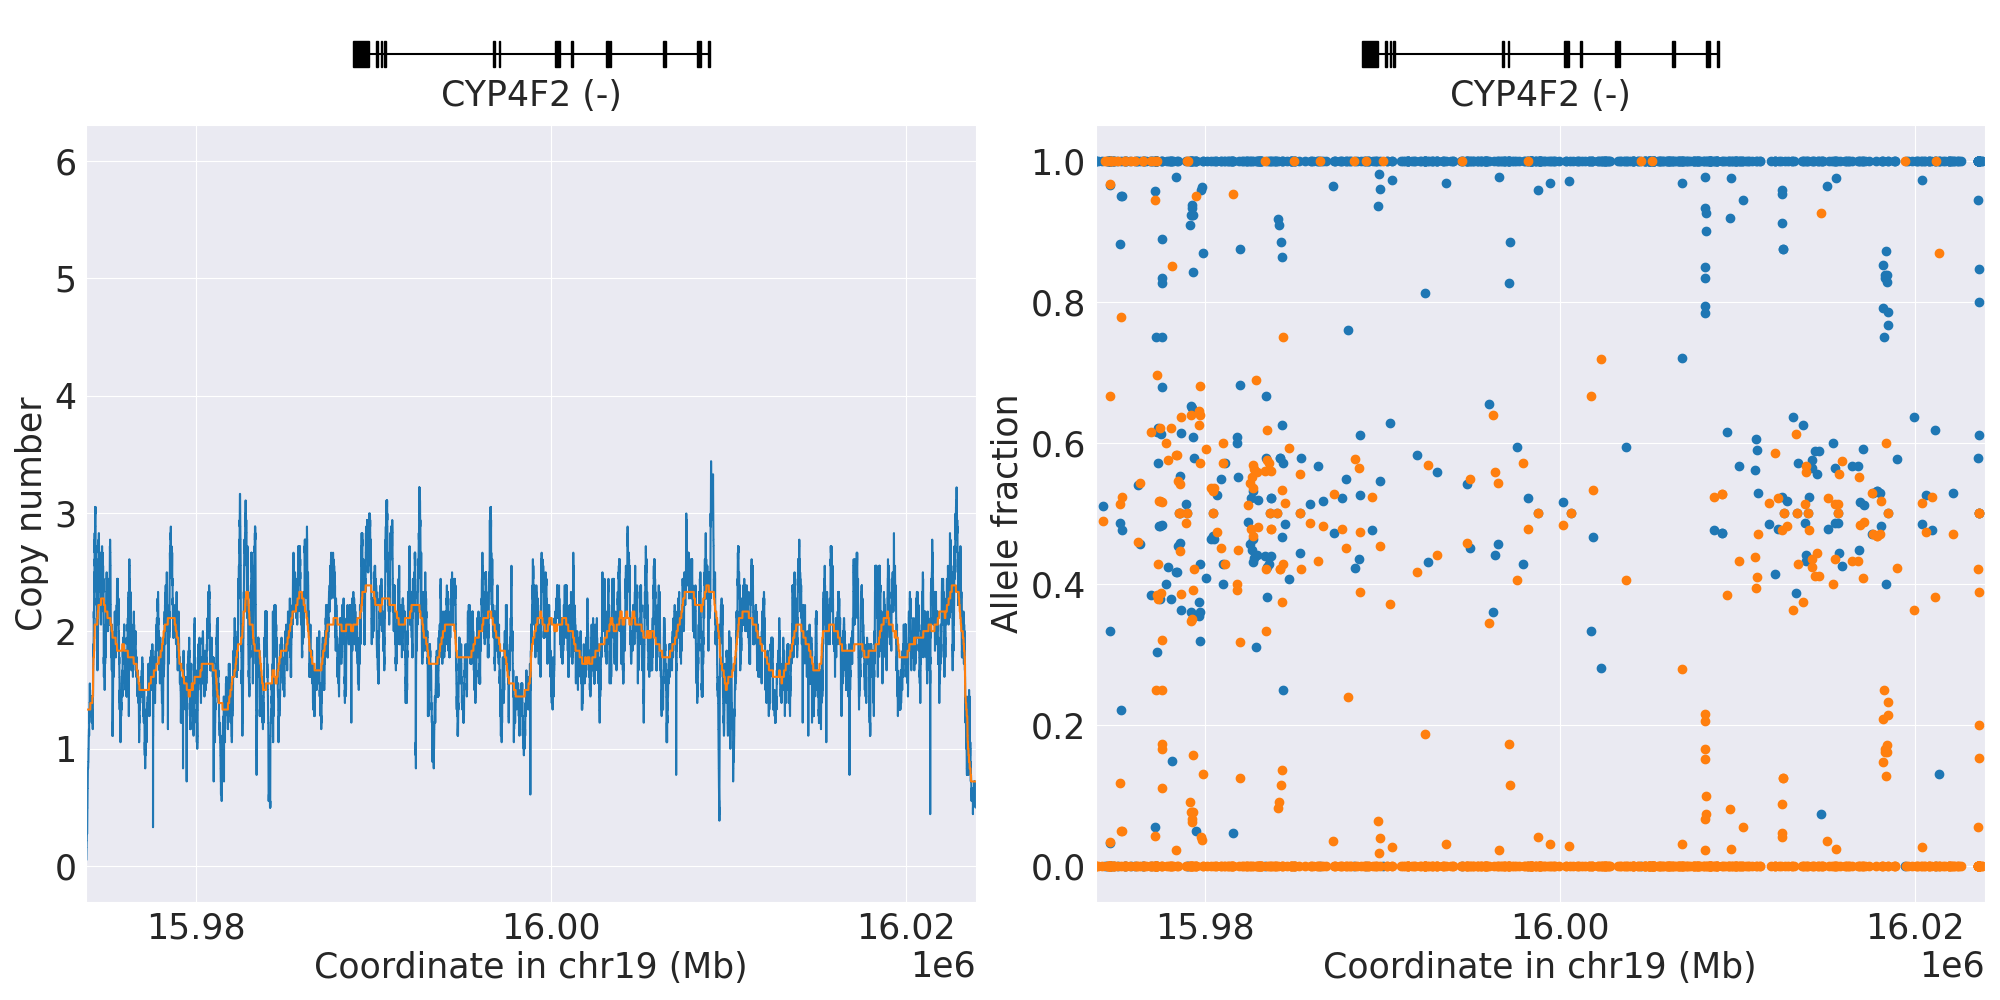 CYP4F2 (-)
Copy number
6
5
4
3
2
1
0
15.98
16.00
16.02
Coordinate in chr19 (Mb)
1e6
CYP4F2 (-)
Allele fraction
1.0
0.8
0.6
0.4
0.2
0.0
15.98
16.00
16.02
Coordinate in chr19 (Mb)
1e6